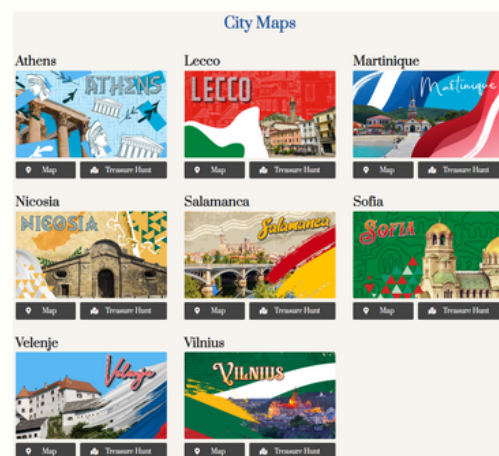 City Maps
Athens
Lecco
Martinique
ATHENS
LECCO
Martinique
Map
Treasure Hunt
Map
Treasure Hunt
Map
Treasure Hunt
Nicosia
Salamanca
Sofia
NICOSIA
Salamanca
SOFIA
Map
Treasure Hunt
Map
Treasure Hunt
Map
Treasure Hunt
Velenje
Vilnius
Velenje
VILNIUS
Map
Treasure Hunt
Map
Treasure Hunt